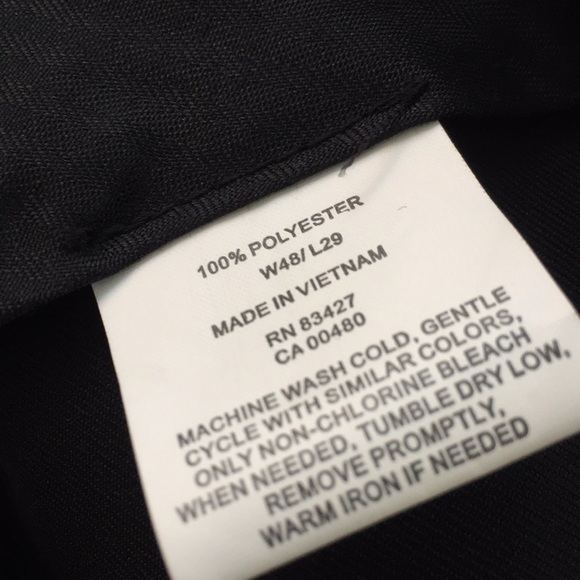 100% POLYESTER
W48/ L29
MADE IN VIETNAM
RN 83427
CA 00480
MACHINE WASH COLD, GENTLE
CYCLE WITH SIMILAR COLORS,
ONLY NON-CHLORINE BLEACH
WHEN NEEDED, TUMBLE DRY LOW,
REMOVE PROMPTLY,
WARM IRON IF NEEDED